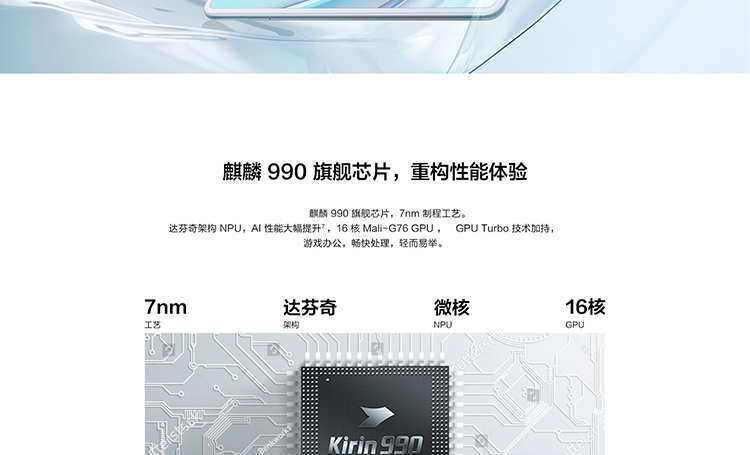 麒麟 990 旗舰芯片，重构性能体验
麒麟 990 旗舰芯片，7nm 制程工艺。
达芬奇架构 NPU，AI 性能大幅提升⁷，16 核 Mali-G76 GPU ， GPU Turbo 技术加持，
游戏办公，畅快处理，轻而易举。
7nm 达芬奇 微核 16核
工艺 架构 NPU GPU
Kirin 990
Benkworks